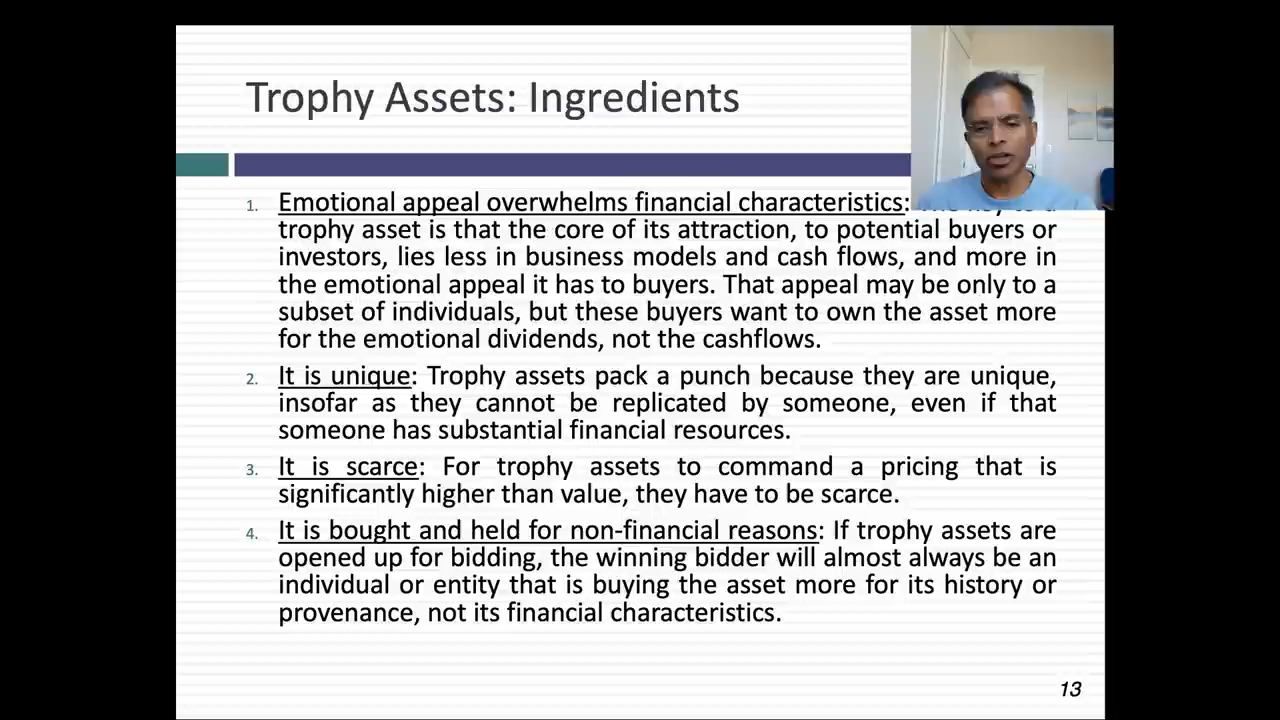 Trophy Assets: Ingredients
1. Emotional appeal overwhelms financial characteristics:
trophy asset is that the core of its attraction, to potential buyers or
investors, lies less in business models and cash flows, and more in
the emotional appeal it has to buyers. That appeal may be only to a
subset of individuals, but these buyers want to own the asset more
for the emotional dividends, not the cashflows.
2. It is unique: Trophy assets pack a punch because they are unique,
insofar as they cannot be replicated by someone, even if that
someone has substantial financial resources.
3. It is scarce: For trophy assets to command a pricing that is
significantly higher than value, they have to be scarce.
4. It is bought and held for non-financial reasons: If trophy assets are
opened up for bidding, the winning bidder will almost always be an
individual or entity that is buying the asset more for its history or
provenance, not its financial characteristics.
13